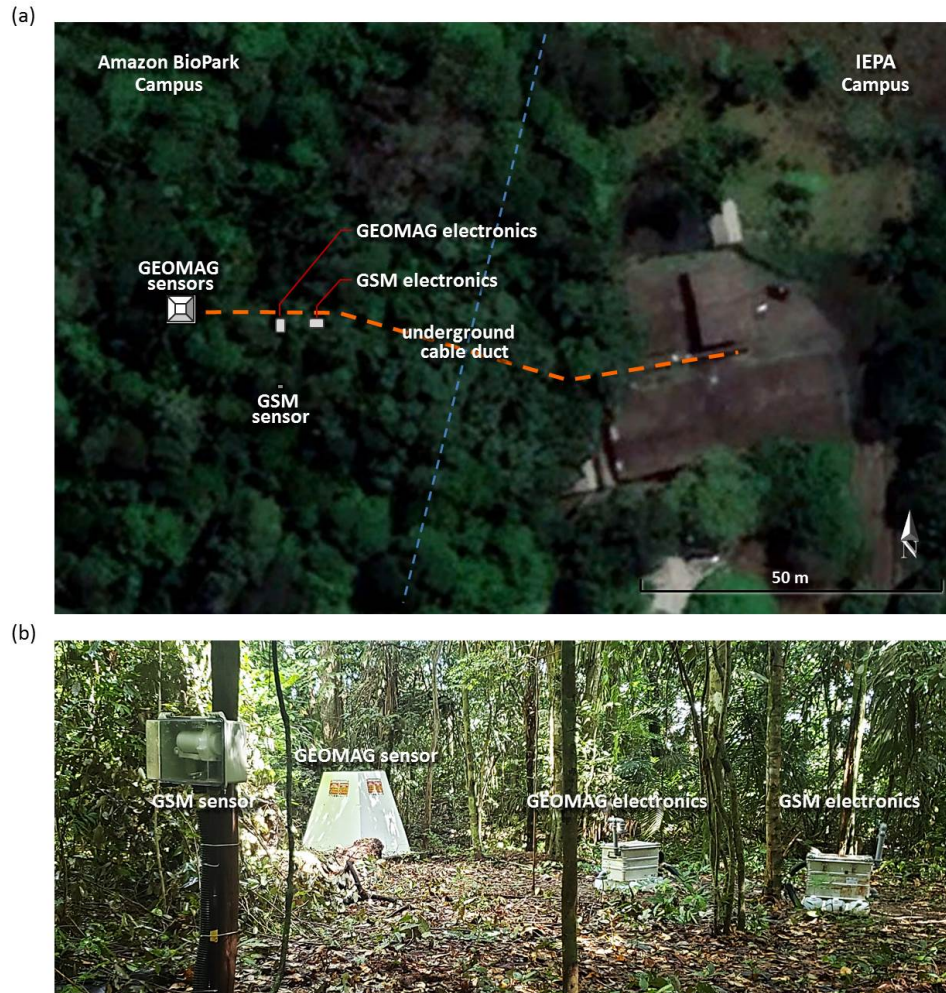 (a)
Amazon BioPark
Campus
IEPA
Campus
GEOMAG electronics
GEOMAG
sensors
GSM electronics
underground
cable duct
GSM
sensor
N
50 m
(b)
GEOMAG sensor
GSM sensor
GEOMAG electronics
GSM electronics